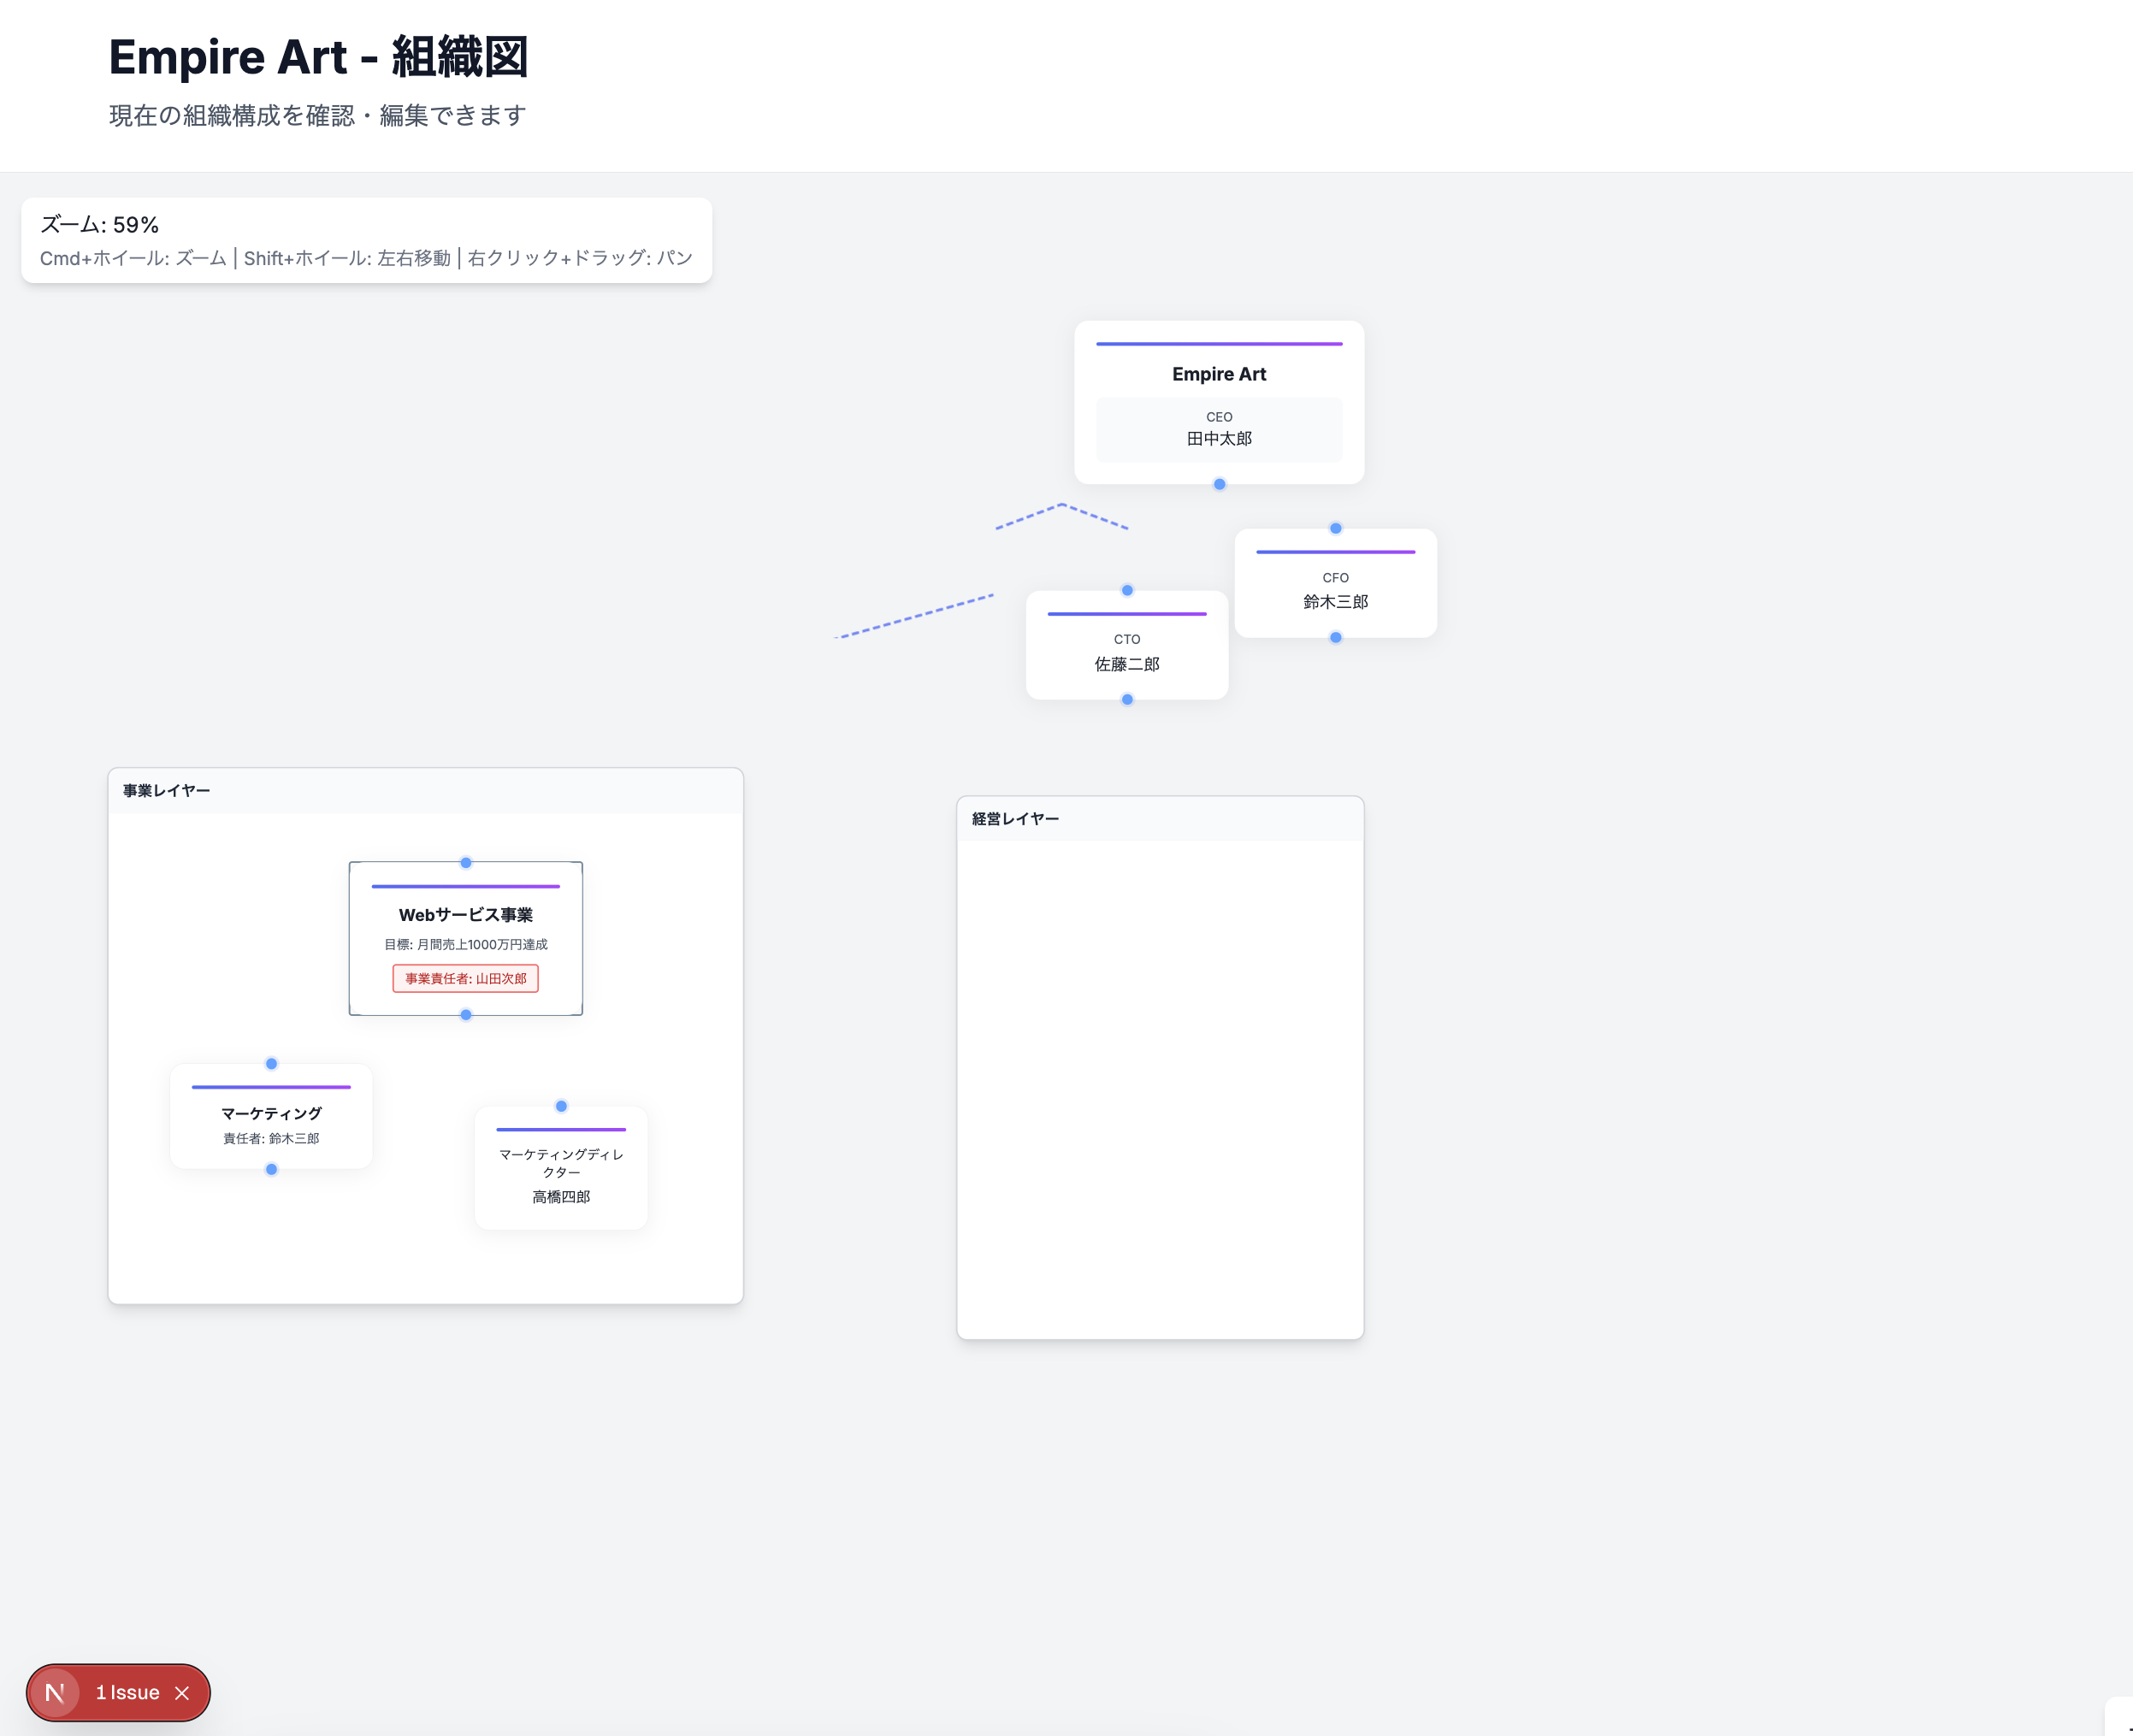 Empire Art - 組織図
現在の組織構成を確認・編集できます
ズーム: 59%
Cmd+ホイール: ズーム | Shift+ホイール: 左右移動 | 右クリック+ドラッグ: パン
Empire Art
CEO
田中太郎
CFO
鈴木三郎
CTO
佐藤二郎
事業レイヤー
Webサービス事業
目標: 月間売上1000万円達成
事業責任者: 山田次郎
マーケティング
責任者: 鈴木三郎
マーケティングディレ
クター
高橋四郎
経営レイヤー
N
1 Issue